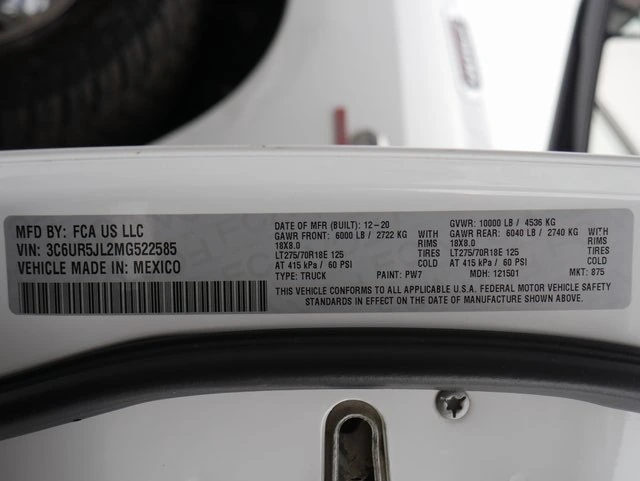 MFD BY: FCA US LLC
VIN: 3C6UR5JL2MG522585
VEHICLE MADE IN: MEXICO
DATE OF MFR (BUILT): 12-20
GAWR FRONT: 6000 LB / 2722 KG WITH
18X8.0 RIMS
LT275/70R18E 125 TIRES
AT 415 kPa / 60 PSI COLD
TYPE: TRUCK PAINT: PW7
GVWR: 10000 LB / 4536 KG
GAWR REAR: 6040 LB / 2740 KG WITH
18X8.0 RIMS
LT275/70R18E 125 TIRES
AT 415 kPa / 60 PSI COLD
MDH: 121501 MKT: 875
THIS VEHICLE CONFORMS TO ALL APPLICABLE U.S.A. FEDERAL MOTOR VEHICLE SAFETY
STANDARDS IN EFFECT ON THE DATE OF MANUFACTURE SHOWN ABOVE.